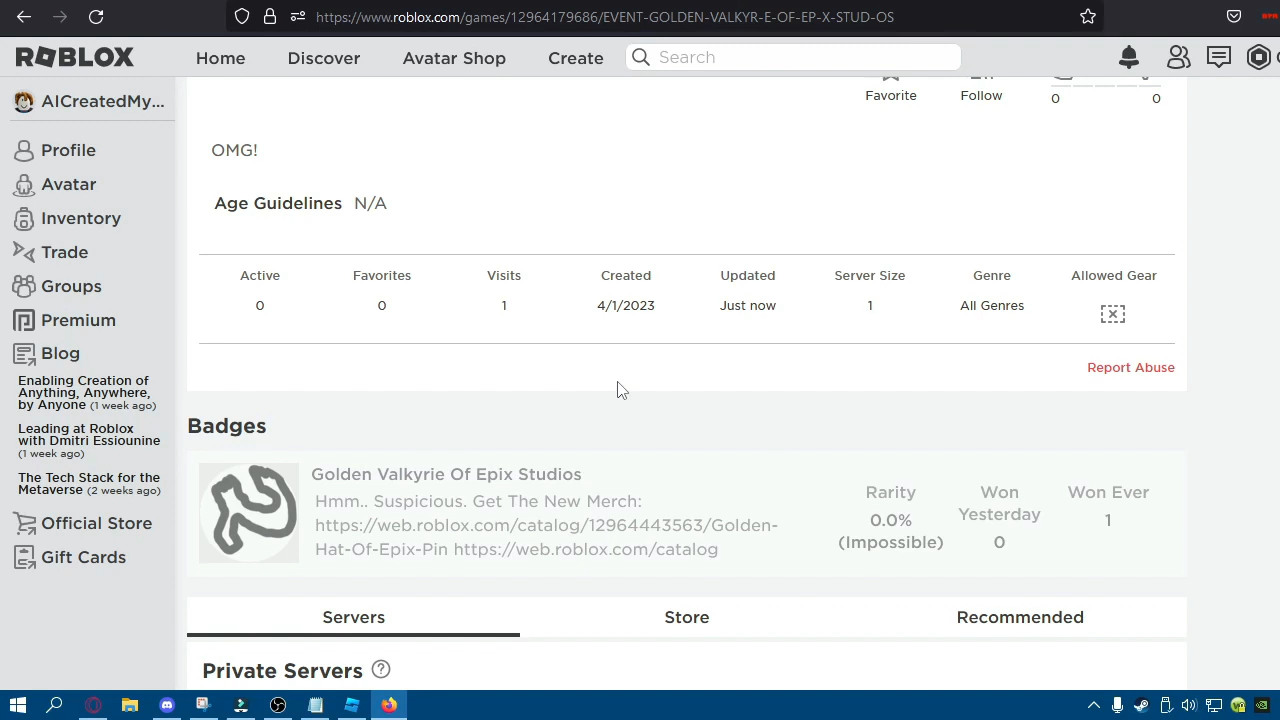 https://www.roblox.com/games/12964179686/EVENT-GOLDEN-VALKYR-E-OF-EP-X-STUD-OS
ROBLOX
Home
Discover
Avatar Shop
Create
Search
AICreatedMy...
Profile
Avatar
Inventory
Trade
Groups
Premium
Blog
Enabling Creation of
Anything, Anywhere,
by Anyone (1 week ago)
Leading at Roblox
with Dmitri Essiounine
(1 week ago)
The Tech Stack for the
Metaverse (2 weeks ago)
Official Store
Gift Cards
Favorite
Follow
0
0
OMG!
Age Guidelines N/A
Active
Favorites
Visits
Created
Updated
Server Size
Genre
Allowed Gear
0
0
1
4/1/2023
Just now
1
All Genres
Report Abuse
Badges
Golden Valkyrie Of Epix Studios
Hmm.. Suspicious. Get The New Merch:
https://web.roblox.com/catalog/12964443563/Golden-
Hat-Of-Epix-Pin https://web.roblox.com/catalog
Rarity
0.0%
(Impossible)
Won
Yesterday
0
Won Ever
1
Servers
Store
Recommended
Private Servers